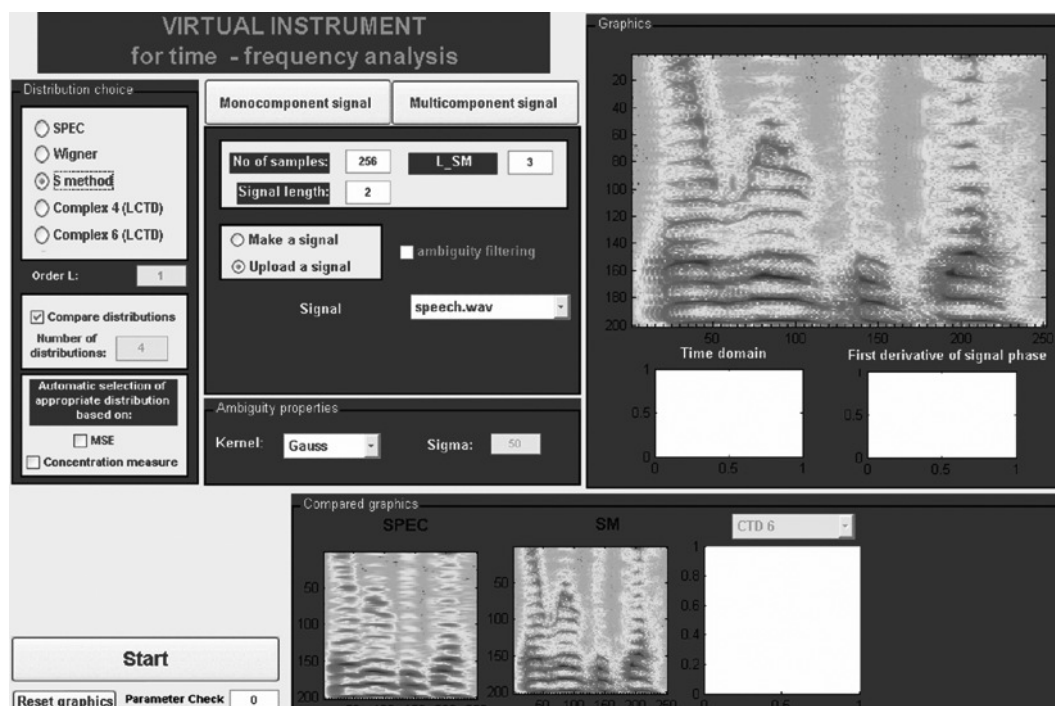 VIRTUAL INSTRUMENT
for time - frequency analysis
Distribution choice
SPEC
Wigner
S method
Complex 4 (LCTD)
Complex 6 (LCTD)
Order L: 1
Compare distributions
Number of
distributions: 4
Automatic selection of
appropriate distribution
based on:
MSE
Concentration measure
Monocomponent signal
Multicomponent signal
No of samples: 256 L_SM 3
Signal length: 2
Make a signal
Upload a signal
ambiguity filtering
Signal speech.wav
Ambiguity properties
Kernel: Gauss Sigma: 50
Graphics
20
40
60
80
100
120
140
160
180
200
50 100 150 200 250
Time domain
1
0.5
0
0 0.5 1
First derivative of signal phase
1
0.5
0
0 0.5 1
Compared graphics
SPEC
50
100
150
200
SM
50
100
150
200
50 100 150 200 250
CTD 6
1
0.8
0.6
0.4
0.2
0
0 0.5 1
Start
Reset graphics
Parameter Check 0